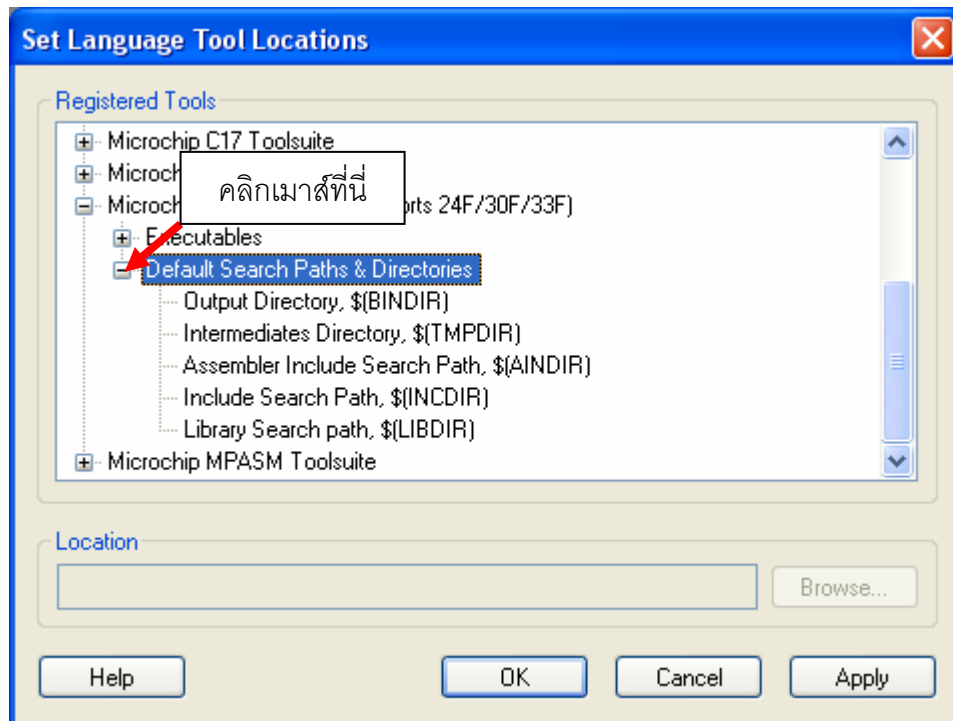 Set Language Tool Locations
Registered Tools
Microchip C17 Toolsuite
Microch
คลิกเมาส์ที่นี่
Microch rts 24F/30F/33F)
Executables
Default Search Paths & Directories
Output Directory, $(BINDIR)
Intermediates Directory, $(TMPDIR)
Assembler Include Search Path, $(AINDIR)
Include Search Path, $(INCDIR)
Library Search path, $(LIBDIR)
Microchip MPASM Toolsuite
Location
Browse...
Help OK Cancel Apply